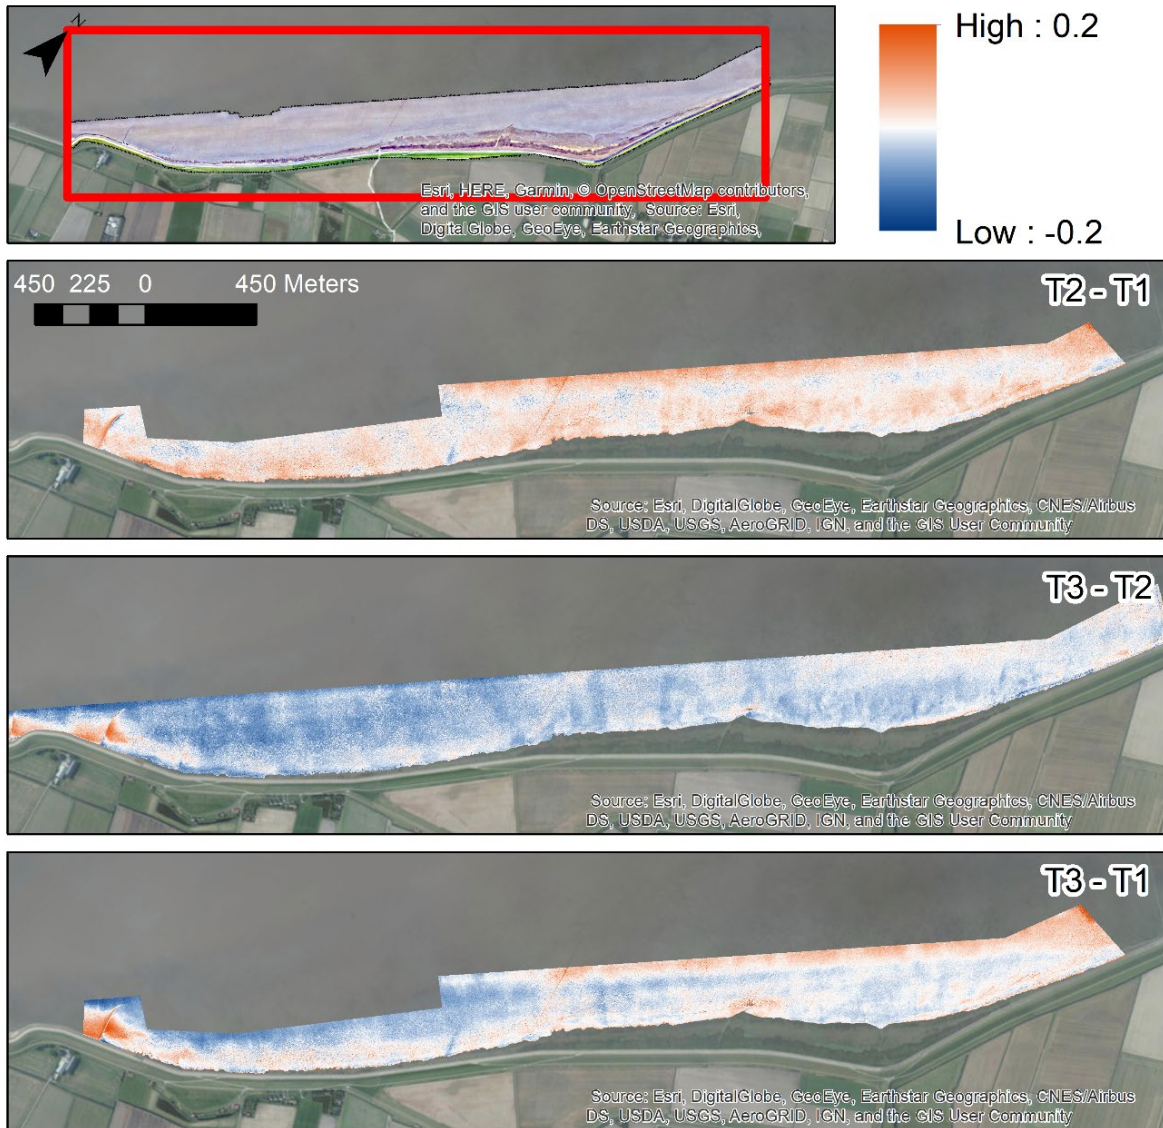 N
High : 0.2
Low : -0.2
Esri, HERE, Garmin, © OpenStreetMap contributors,
and the GIS user community, Source: Esri,
DigitalGlobe, GeoEye, Earthstar Geographics,
450 225 0 450 Meters
T2 - T1
Source: Esri, DigitalGlobe, GeoEye, Earthstar Geographics, CNES/Airbus
DS, USDA, USGS, AeroGRID, IGN, and the GIS User Community
T3 - T2
Source: Esri, DigitalGlobe, GeoEye, Earthstar Geographics, CNES/Airbus
DS, USDA, USGS, AeroGRID, IGN, and the GIS User Community
T3 - T1
Source: Esri, DigitalGlobe, GeoEye, Earthstar Geographics, CNES/Airbus
DS, USDA, USGS, AeroGRID, IGN, and the GIS User Community